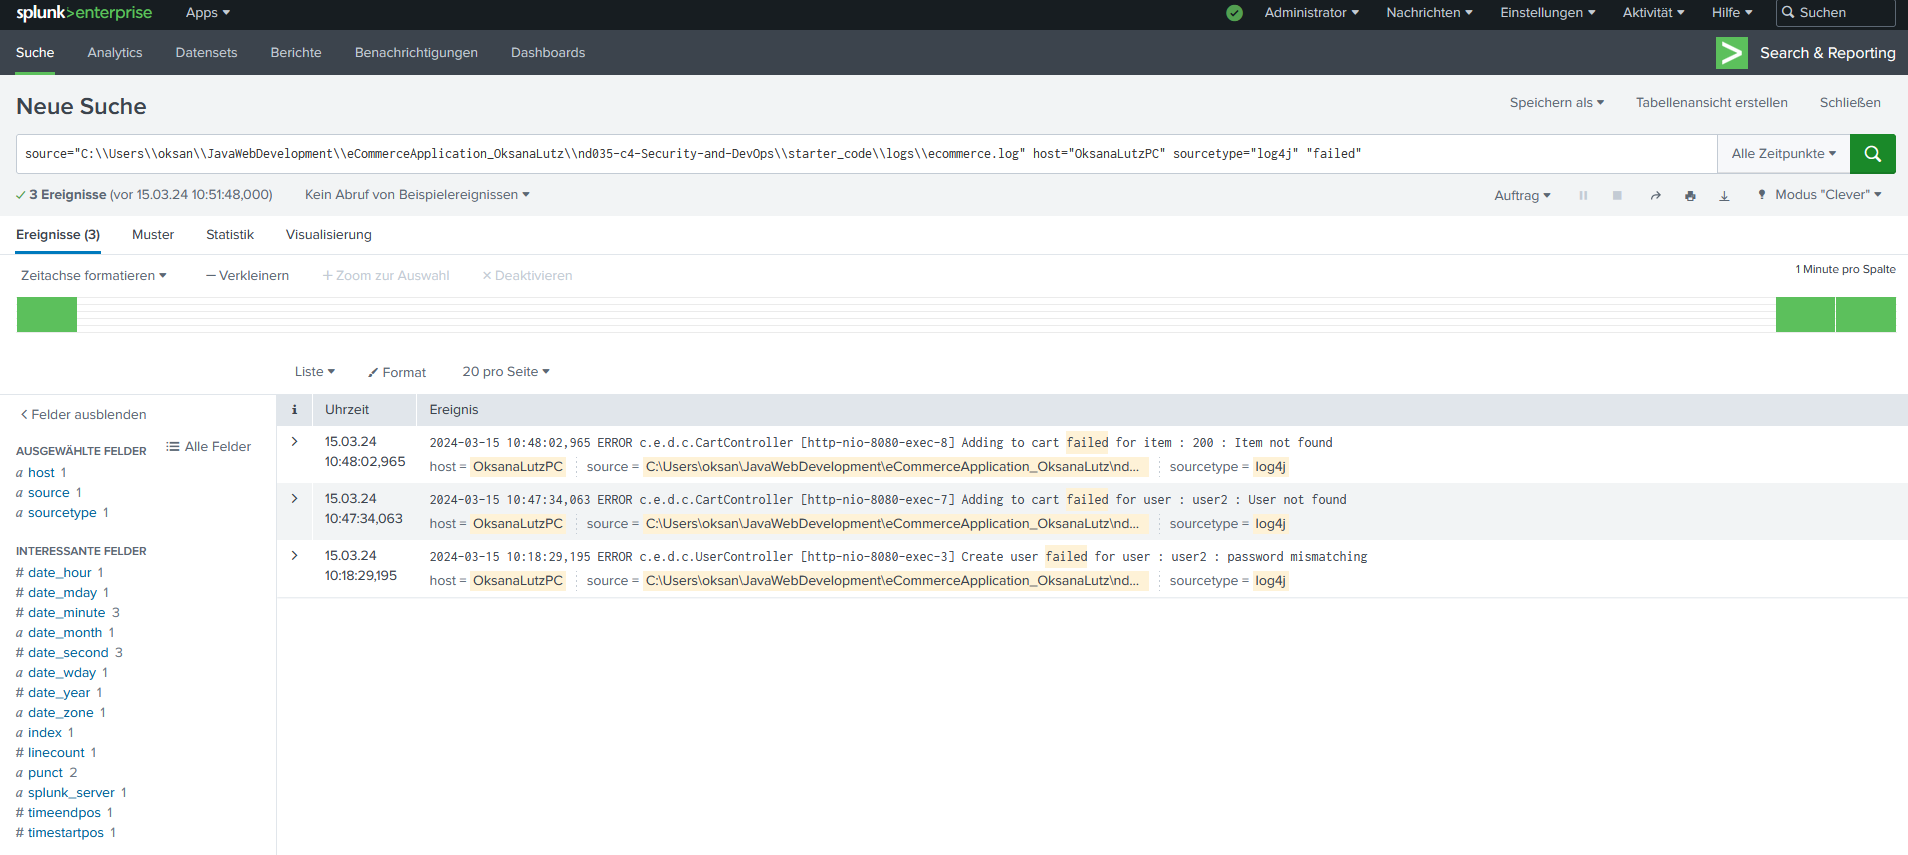 splunk>enterprise Apps Administrator Nachrichten Einstellungen Aktivität Hilfe Suchen
Suche Analytics Datensets Berichte Benachrichtigungen Dashboards Search & Reporting
Neue Suche
Speichern als Tabellenansicht erstellen Schließen
source="C:\\Users\\oksan\\JavaWebDevelopment\\eCommerceApplication_OksanaLutz\\nd035-c4-Security-and-DevOps\\starter_code\\logs\\ecommerce.log" host="OksanaLutzPC" sourcetype="log4j" "failed" Alle Zeitpunkte
3 Ereignisse (vor 15.03.24 10:51:48,000) Kein Abruf von Beispielereignissen Auftrag Modus "Clever"
Ereignisse (3) Muster Statistik Visualisierung
Zeitachse formatieren — Verkleinern + Zoom zur Auswahl × Deaktivieren 1 Minute pro Spalte
Liste Format 20 pro Seite
< Felder ausblenden
AUSGEWÄHLTE FELDER Alle Felder
a host 1
a source 1
a sourcetype 1
INTERESSANTE FELDER
# date_hour 1
# date_mday 1
# date_minute 3
a date_month 1
# date_second 3
a date_wday 1
# date_year 1
a date_zone 1
a index 1
# linecount 1
a punct 2
a splunk_server 1
# timeendpos 1
# timestartpos 1
i Uhrzeit Ereignis
> 15.03.24 2024-03-15 10:48:02,965 ERROR c.e.d.c.CartController [http-nio-8080-exec-8] Adding to cart failed for item : 200 : Item not found
10:48:02,965 host = OksanaLutzPC source = C:\Users\oksan\JavaWebDevelopment\eCommerceApplication_OksanaLutz\nd... sourcetype = log4j
> 15.03.24 2024-03-15 10:47:34,063 ERROR c.e.d.c.CartController [http-nio-8080-exec-7] Adding to cart failed for user : user2 : User not found
10:47:34,063 host = OksanaLutzPC source = C:\Users\oksan\JavaWebDevelopment\eCommerceApplication_OksanaLutz\nd... sourcetype = log4j
> 15.03.24 2024-03-15 10:18:29,195 ERROR c.e.d.c.UserController [http-nio-8080-exec-3] Create user failed for user : user2 : password mismatching
10:18:29,195 host = OksanaLutzPC source = C:\Users\oksan\JavaWebDevelopment\eCommerceApplication_OksanaLutz\nd... sourcetype = log4j